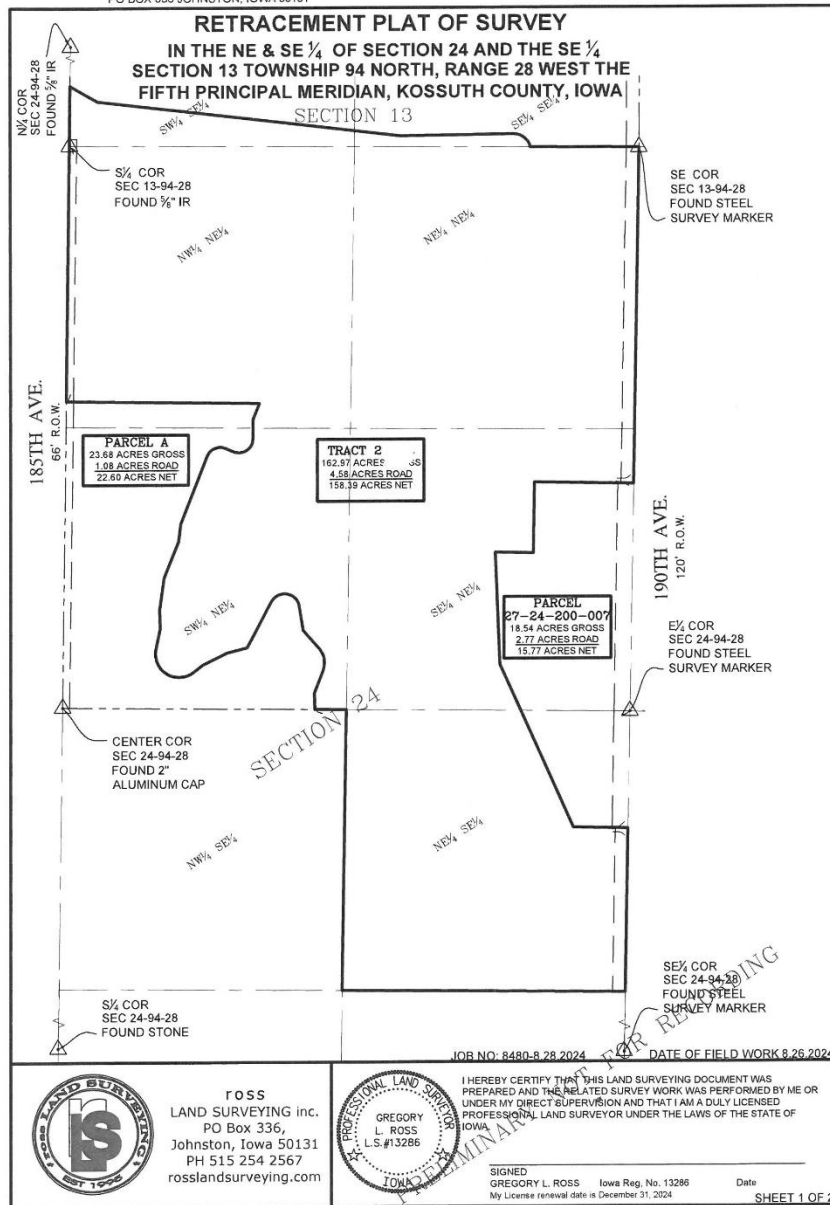 RETRACEMENT PLAT OF SURVEY
IN THE NE & SE ¼ OF SECTION 24 AND THE SE ¼
SECTION 13 TOWNSHIP 94 NORTH, RANGE 28 WEST THE
FIFTH PRINCIPAL MERIDIAN, KOSSUTH COUNTY, IOWA
N¼ COR
SEC 24-94-28
FOUND ⅝" IR
SW¼ SE¼
SECTION 13
SE¼ SE¼
S¼ COR
SEC 13-94-28
FOUND ⅝" IR
SE COR
SEC 13-94-28
FOUND STEEL
SURVEY MARKER
NW¼ NE¼
NE¼ NE¼
185TH AVE.
66' R.O.W.
PARCEL A
23.68 ACRES GROSS
1.08 ACRES ROAD
22.60 ACRES NET
TRACT 2
162.97 ACRES
4.58 ACRES ROAD
158.39 ACRES NET
190TH AVE.
120' R.O.W.
SW¼ NE¼
SE¼ NE¼
PARCEL
27-24-200-007
18.54 ACRES GROSS
2.77 ACRES ROAD
15.77 ACRES NET
E¼ COR
SEC 24-94-28
FOUND STEEL
SURVEY MARKER
CENTER COR
SEC 24-94-28
FOUND 2"
ALUMINUM CAP
SECTION 24
NW¼ SE¼
NE¼ SE¼
S¼ COR
SEC 24-94-28
FOUND STONE
SE¼ COR
SEC 24-94-28
FOUND STEEL
SURVEY MARKER
PRELIMINARY NOT FOR RECORDING
JOB NO: 8480-8.28.2024
DATE OF FIELD WORK 8.26.2024
ross LAND SURVEYING
rls
EST 1996
ross
LAND SURVEYING inc.
PO Box 336,
Johnston, Iowa 50131
PH 515 254 2567
rosslandsurveying.com
PROFESSIONAL LAND SURVEYOR
GREGORY
L. ROSS
L.S.#13286
IOWA
I HEREBY CERTIFY THAT THIS LAND SURVEYING DOCUMENT WAS
PREPARED AND THE RELATED SURVEY WORK WAS PERFORMED BY ME OR
UNDER MY DIRECT SUPERVISION AND THAT I AM A DULY LICENSED
PROFESSIONAL LAND SURVEYOR UNDER THE LAWS OF THE STATE OF
IOWA
SIGNED
GREGORY L. ROSS Iowa Reg. No. 13286 Date
My License renewal date is December 31, 2024
SHEET 1 OF 2